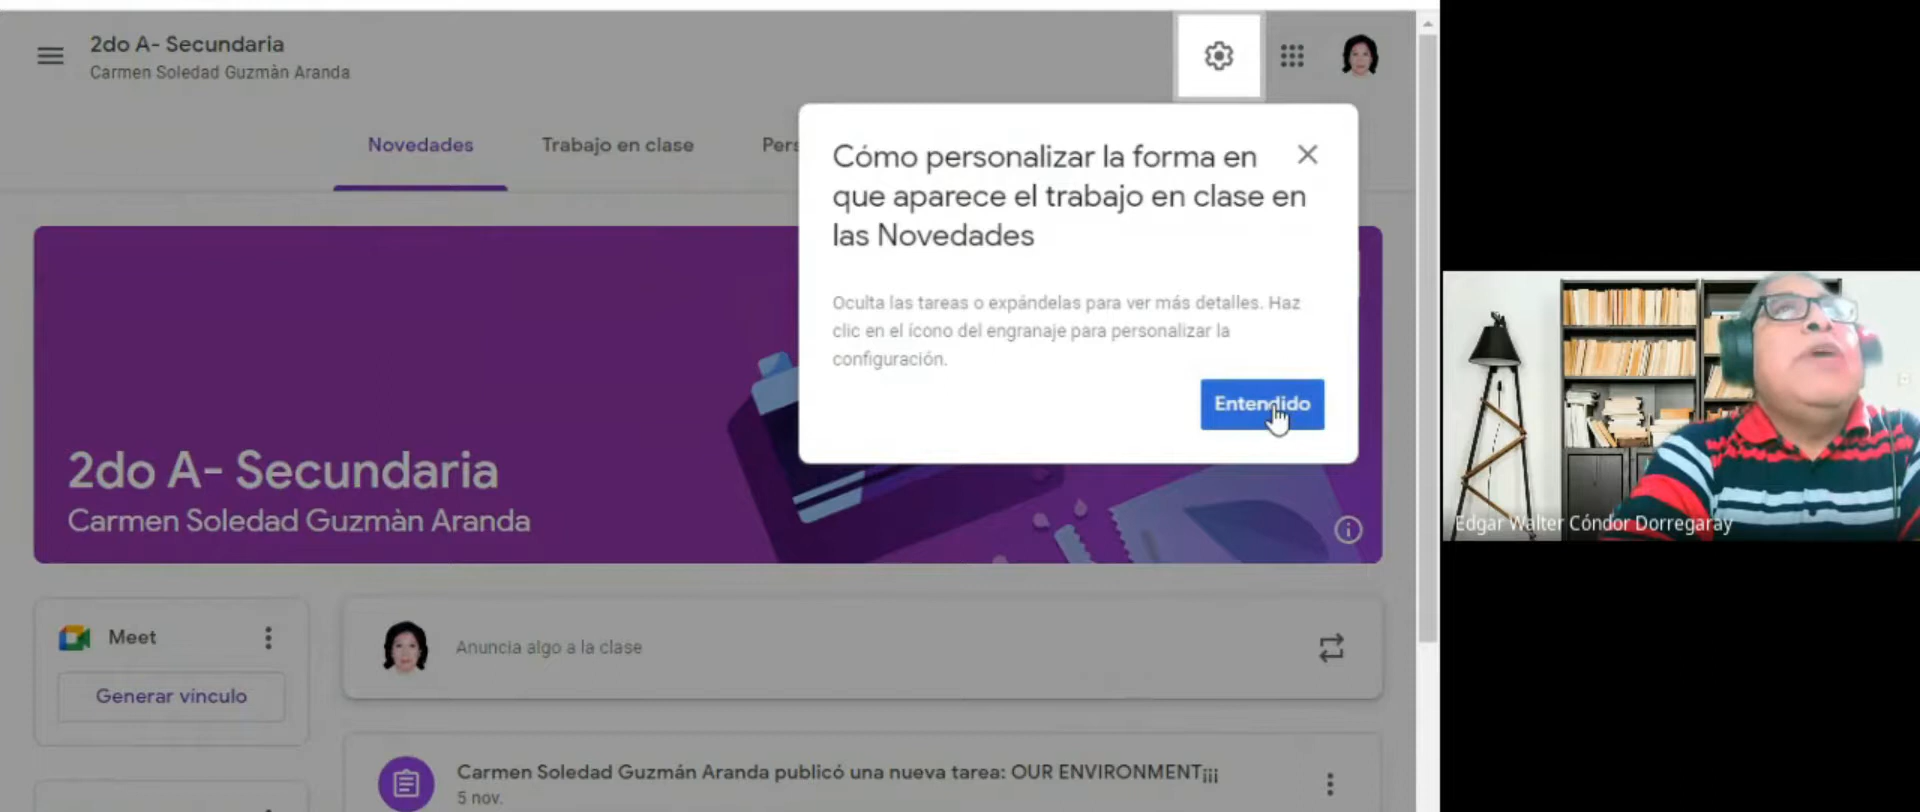 2do A- Secundaria
Carmen Soledad Guzmàn Aranda
Novedades
Trabajo en clase
Pers
Cómo personalizar la forma en
que aparece el trabajo en clase en
las Novedades
Oculta las tareas o expándelas para ver más detalles. Haz
clic en el ícono del engranaje para personalizar la
configuración.
Entendido
2do A- Secundaria
Carmen Soledad Guzmàn Aranda
Meet
Generar vínculo
Anuncia algo a la clase
Carmen Soledad Guzmán Aranda publicó una nueva tarea: OUR ENVIRONMENT¡¡¡
5 nov.
Edgar Walter Cóndor Dorregaray